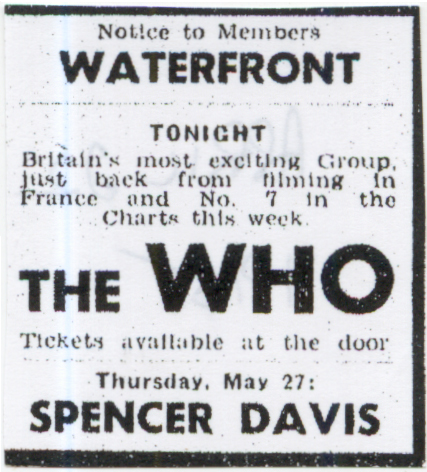 Notice to Members
WATERFRONT
TONIGHT
Britain's most exciting Group,
just back from filming in
France and No. 7 in the
Charts this week.
THE WHO
Tickets available at the door
Thursday, May 27:
SPENCER DAVIS